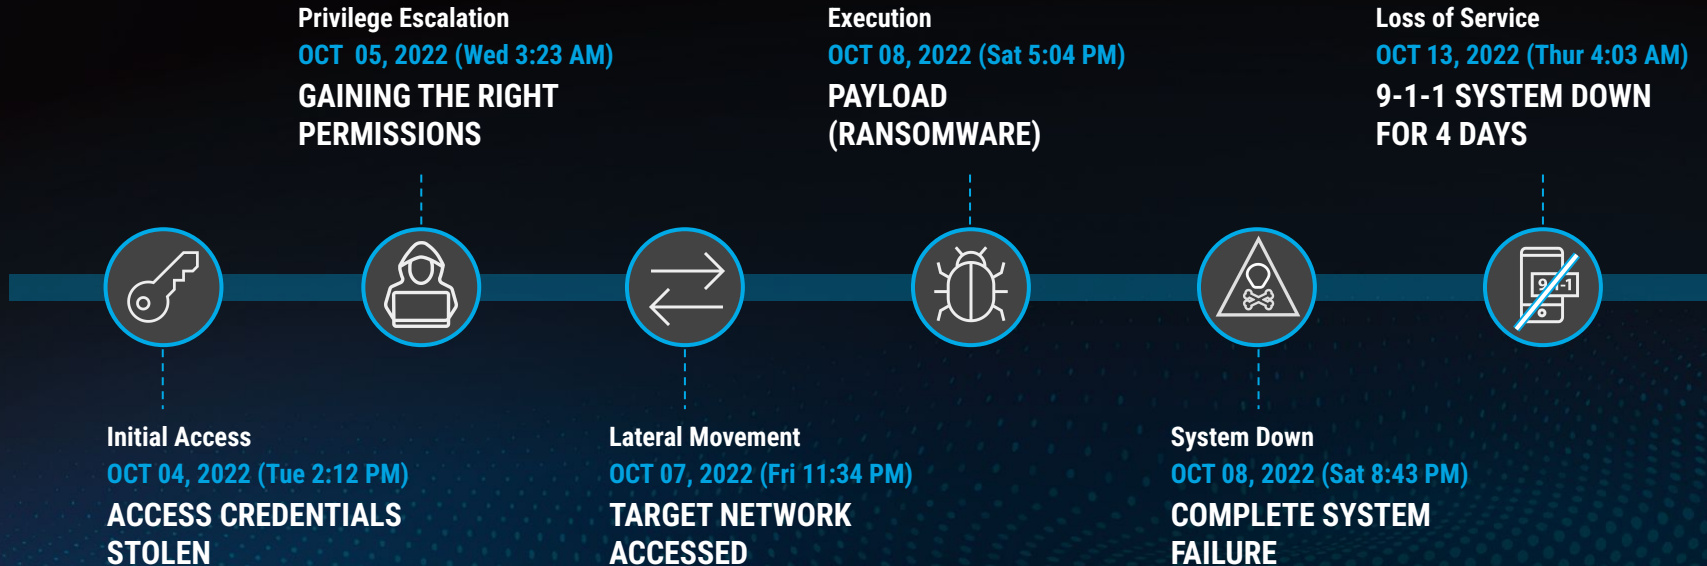 Privilege Escalation
OCT 05, 2022 (Wed 3:23 AM)
GAINING THE RIGHT
PERMISSIONS
Execution
OCT 08, 2022 (Sat 5:04 PM)
PAYLOAD
(RANSOMWARE)
Loss of Service
OCT 13, 2022 (Thur 4:03 AM)
9-1-1 SYSTEM DOWN
FOR 4 DAYS
9-1-1
Initial Access
OCT 04, 2022 (Tue 2:12 PM)
ACCESS CREDENTIALS
STOLEN
Lateral Movement
OCT 07, 2022 (Fri 11:34 PM)
TARGET NETWORK
ACCESSED
System Down
OCT 08, 2022 (Sat 8:43 PM)
COMPLETE SYSTEM
FAILURE